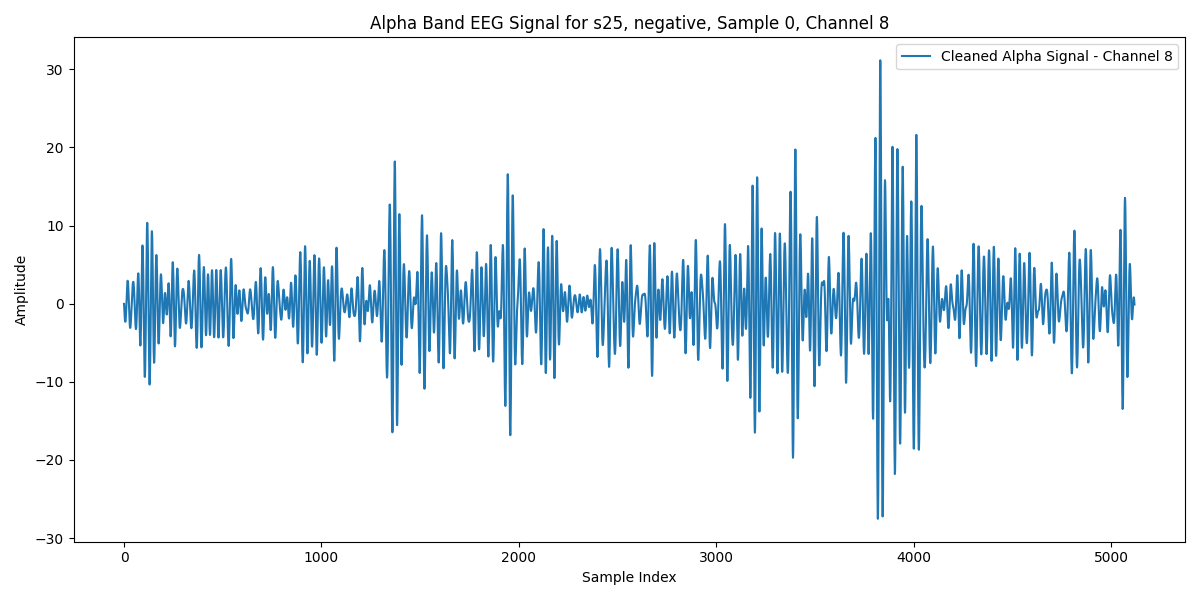 Alpha Band EEG Signal for s25, negative, Sample 0, Channel 8
Cleaned Alpha Signal - Channel 8
Amplitude
30
20
10
0
−10
−20
−30
0 1000 2000 3000 4000 5000
Sample Index